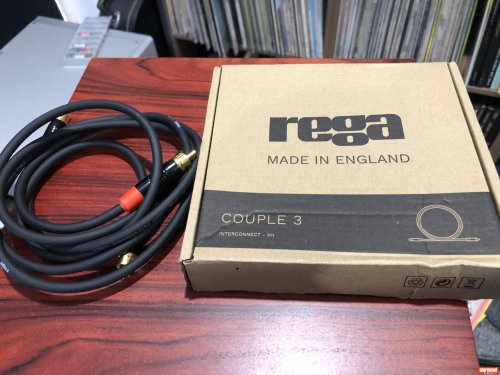 rega
MADE IN ENGLAND
COUPLE 3
INTERCONNECT - 1m